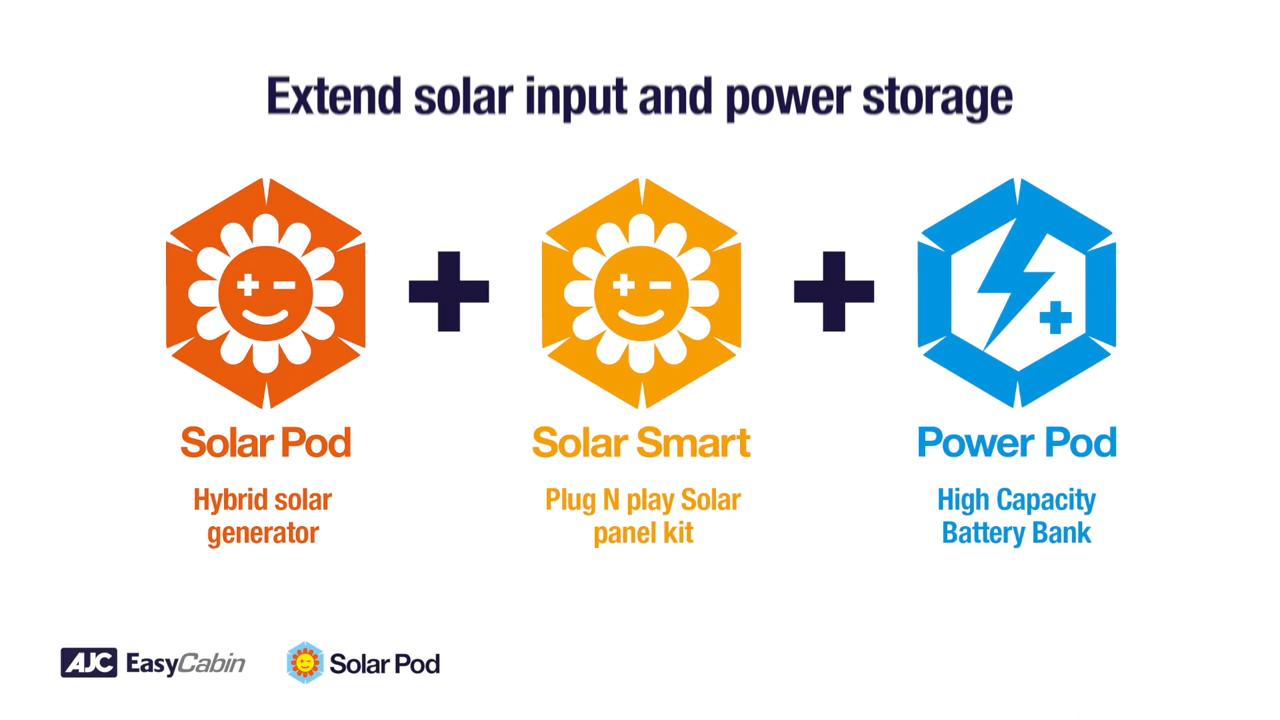 Extend solar input and power storage
Solar Pod
Hybrid solar
generator
Solar Smart
Plug N play Solar
panel kit
Power Pod
High Capacity
Battery Bank
AJC EasyCabin
Solar Pod